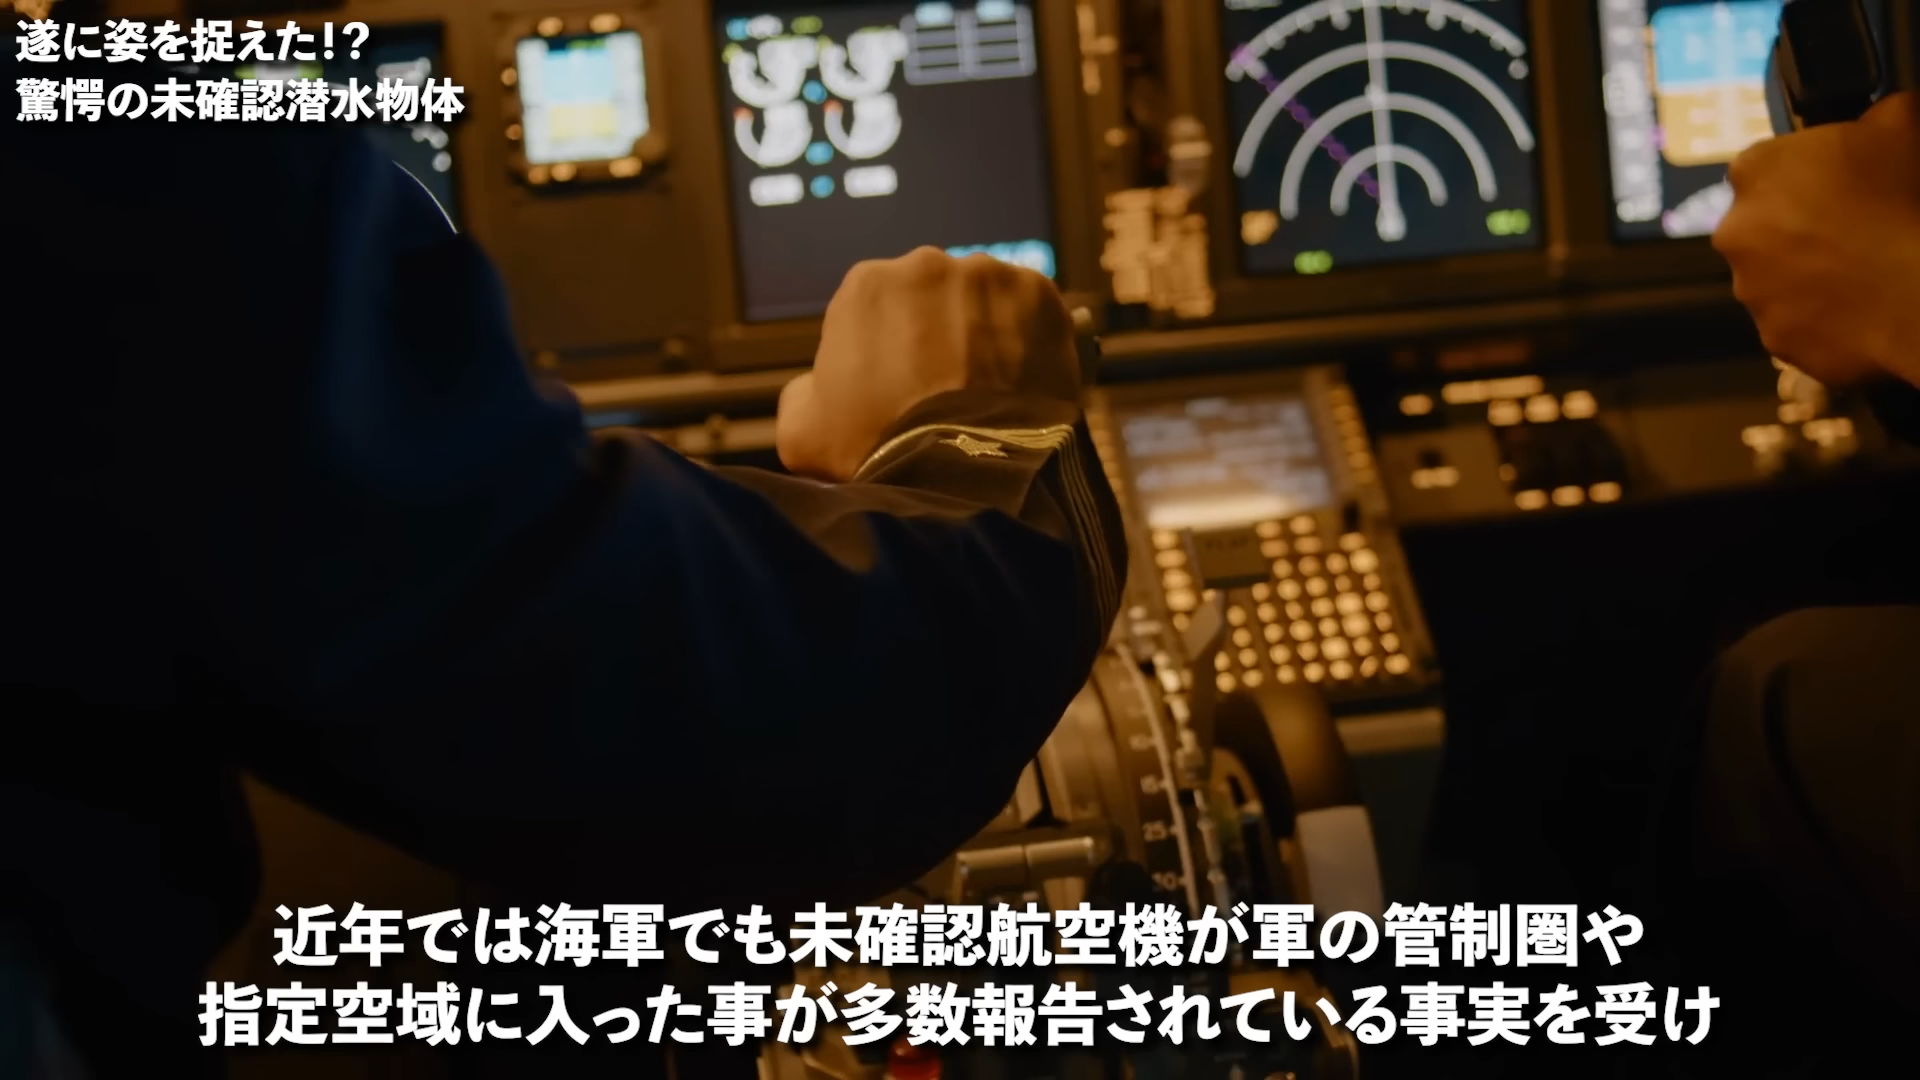 遂に姿を捉えた!?
驚愕の未確認潜水物体
15
25
30
近年では海軍でも未確認航空機が軍の管制圏や
指定空域に入った事が多数報告されている事実を受け